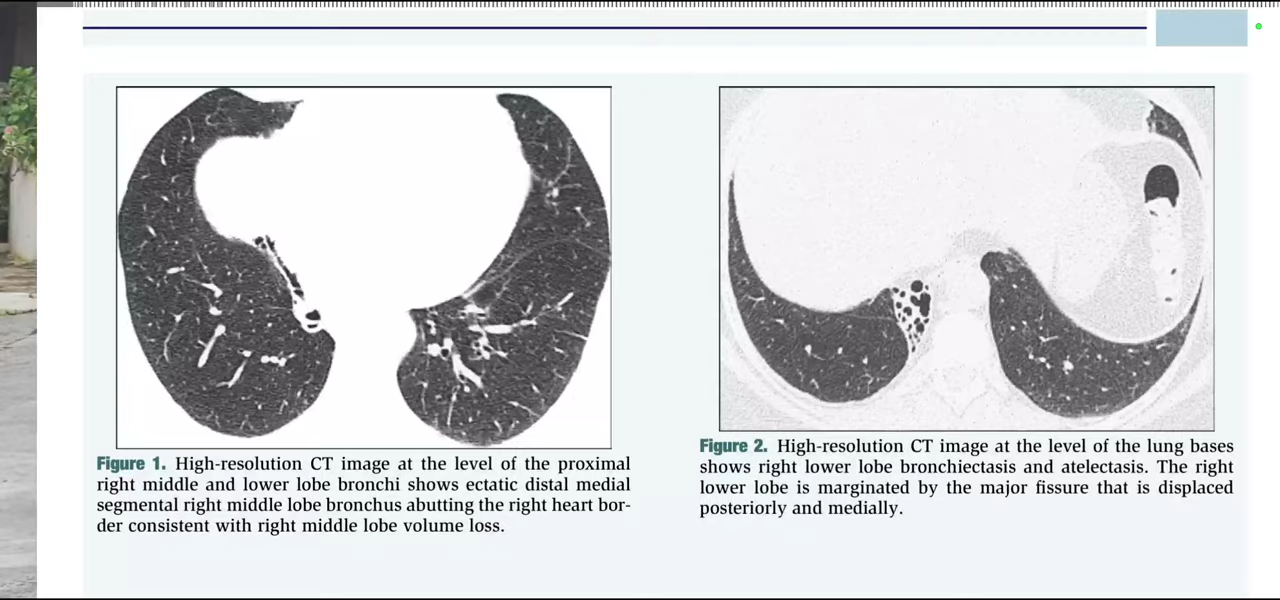 Figure 1. High-resolution CT image at the level of the proximal
right middle and lower lobe bronchi shows ectatic distal medial
segmental right middle lobe bronchus abutting the right heart bor-
der consistent with right middle lobe volume loss.
Figure 2. High-resolution CT image at the level of the lung bases
shows right lower lobe bronchiectasis and atelectasis. The right
lower lobe is marginated by the major fissure that is displaced
posteriorly and medially.